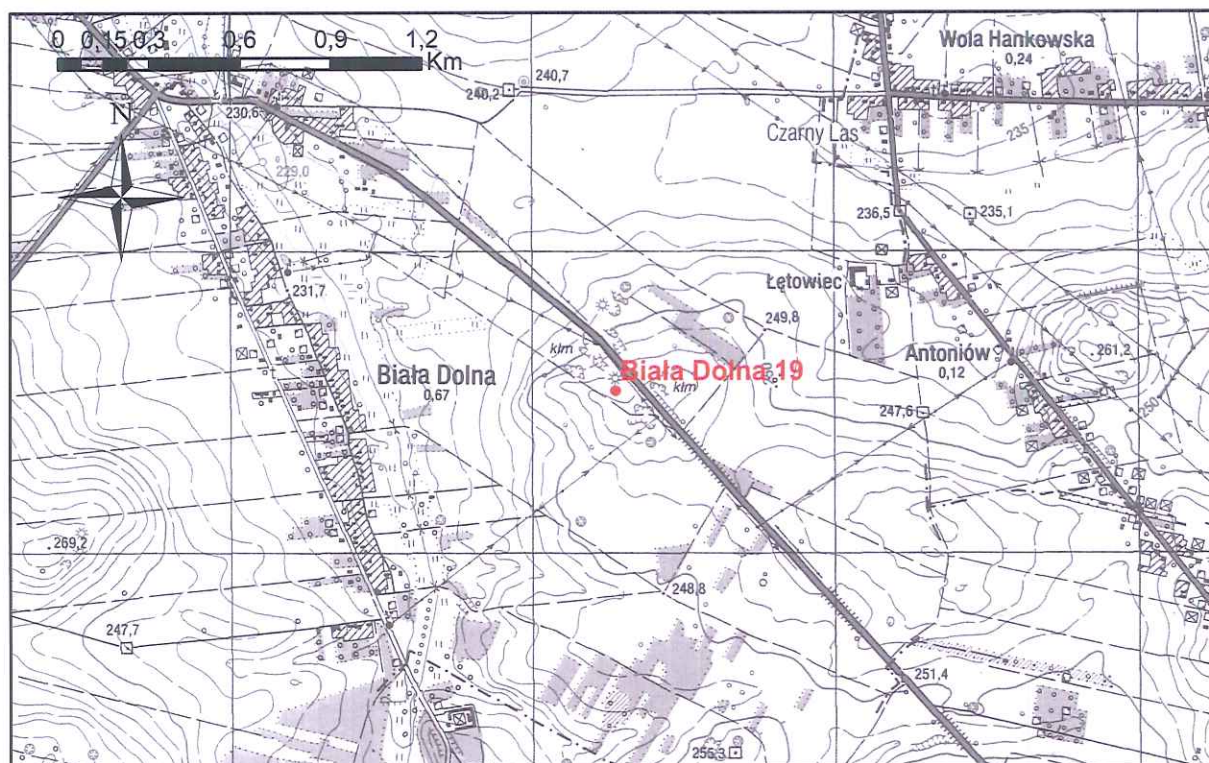 0 0,15 0,3 0,6 0,9 1,2
Km
N
240,7
240,2
Wola Hankowska
0,24
230,6
Czarny Las
235
229,0
236,5
235,1
231,7
Łętowiec
249,8
kłm
Antoniów
0,12
261,2
Biała Dolna
0,67
Biała Dolna 19
kłm
247,6
250
269,2
248,8
247,7
251,4
255,3